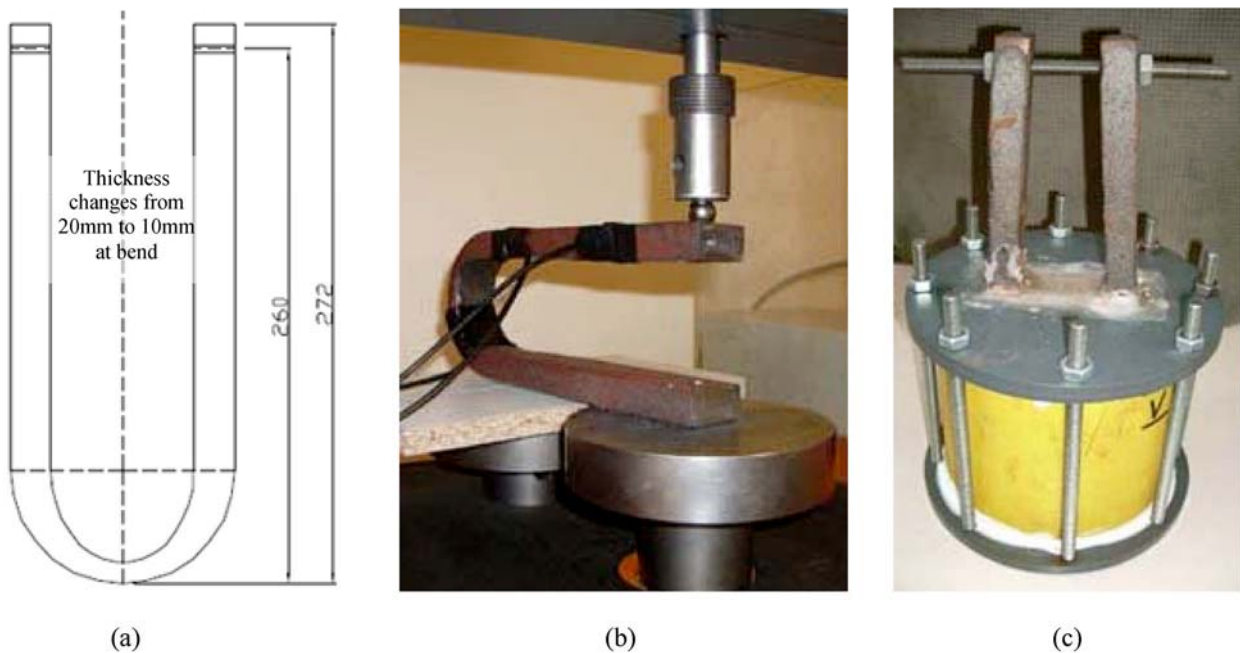 Thickness
changes from
20mm to 10mm
at bend
260
272
V
(a)
(b)
(c)